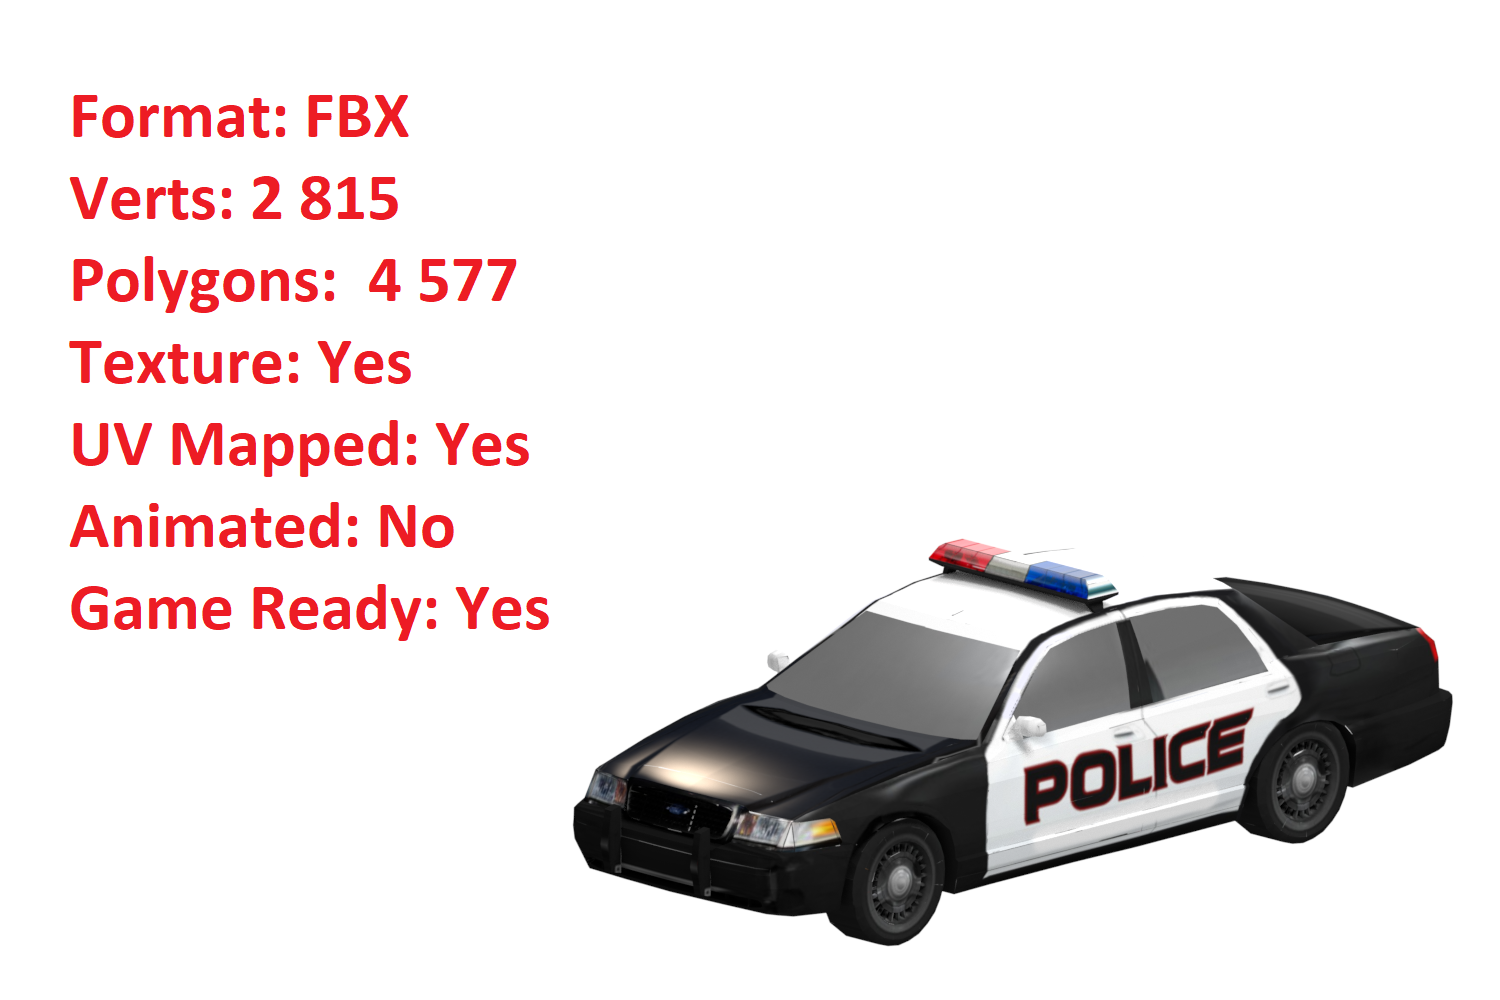 Format: FBX
Verts: 2 815
Polygons:  4 577
Texture: Yes
UV Mapped: Yes
Animated: No
Game Ready: Yes
POLICE